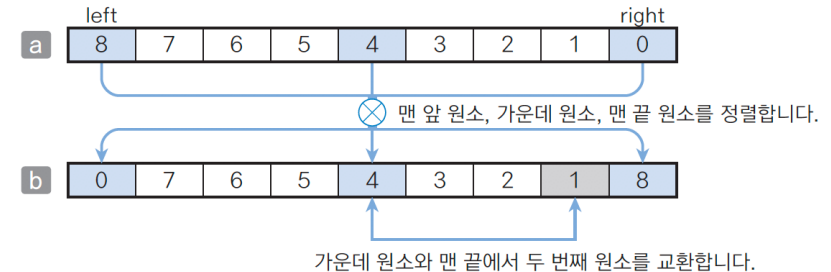 left right
a 8 7 6 5 4 3 2 1 0
맨 앞 원소, 가운데 원소, 맨 끝 원소를 정렬합니다.
b 0 7 6 5 4 3 2 1 8
가운데 원소와 맨 끝에서 두 번째 원소를 교환합니다.